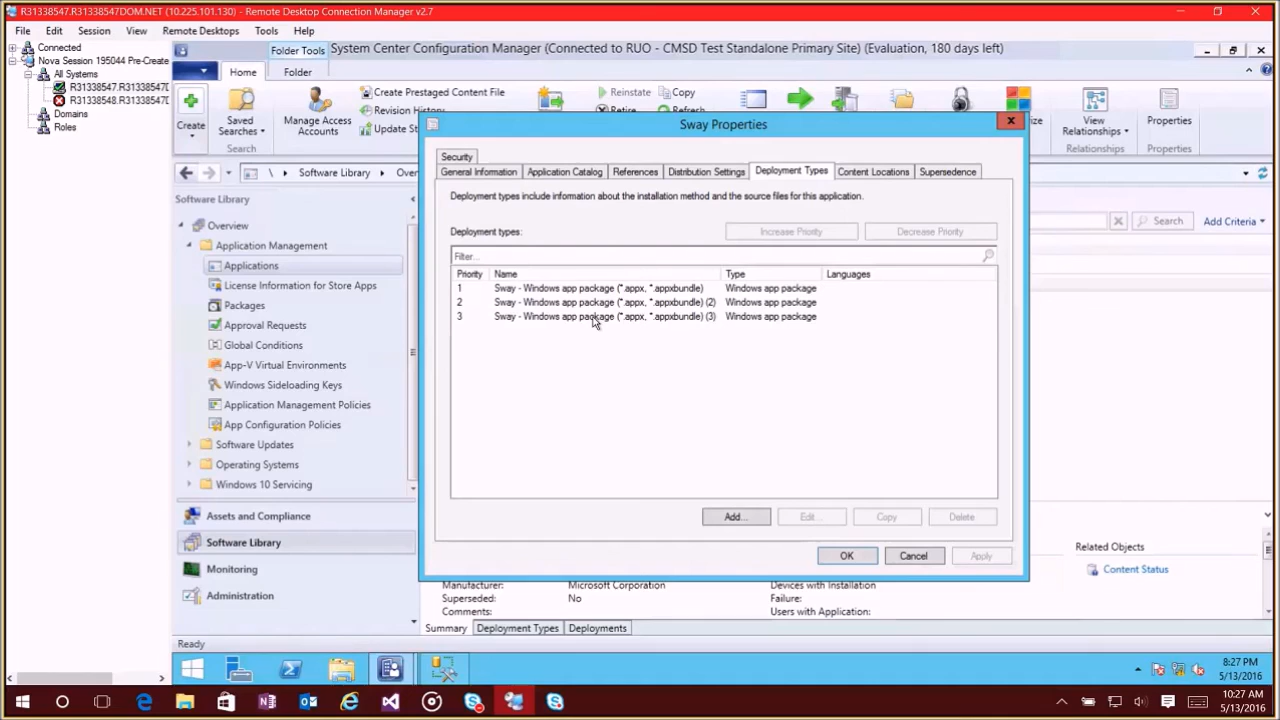 R31338547.R31338547DOM.NET (10.225.101.130) - Remote Desktop Connection Manager v2.7
File Edit Session View Remote Desktops Tools Help
Connected
Nova Session 195044 Pre-Create
All Systems
R31338547.R31338547D
R31338548.R31338547D
Domains
Roles
Folder Tools
System Center Configuration Manager (Connected to RUO - CMSD Test Standalone Primary Site) (Evaluation, 180 days left)
Home Folder
Create
Saved Searches
Search
Manage Access Accounts
Create Prestaged Content File
Revision History
Update St
Reinstate
Retire
Copy
Refresh
View Relationships
Relationships
Properties
Properties
\ Software Library Over
Search
Add Criteria
Software Library
Overview
Application Management
Applications
License Information for Store Apps
Packages
Approval Requests
Global Conditions
App-V Virtual Environments
Windows Sideloading Keys
Application Management Policies
App Configuration Policies
Software Updates
Operating Systems
Windows 10 Servicing
Assets and Compliance
Software Library
Monitoring
Administration
Sway Properties
Security
General Information Application Catalog References Distribution Settings Deployment Types Content Locations Supersedence
Deployment types include information about the installation method and the source files for this application.
Deployment types:
Increase Priority Decrease Priority
Filter...
Priority Name Type Languages
1 Sway - Windows app package (*.appx, *.appxbundle) Windows app package
2 Sway - Windows app package (*.appx, *.appxbundle) (2) Windows app package
3 Sway - Windows app package (*.appx, *.appxbundle) (3) Windows app package
Add... Edit... Copy Delete
OK Cancel Apply
Related Objects
Content Status
Manufacturer: Microsoft Corporation
Superseded: No
Comments:
Devices with Installation
Failure:
Users with Application:
Summary Deployment Types Deployments
Ready
8:27 PM
5/13/2016
10:27 AM
5/13/2016